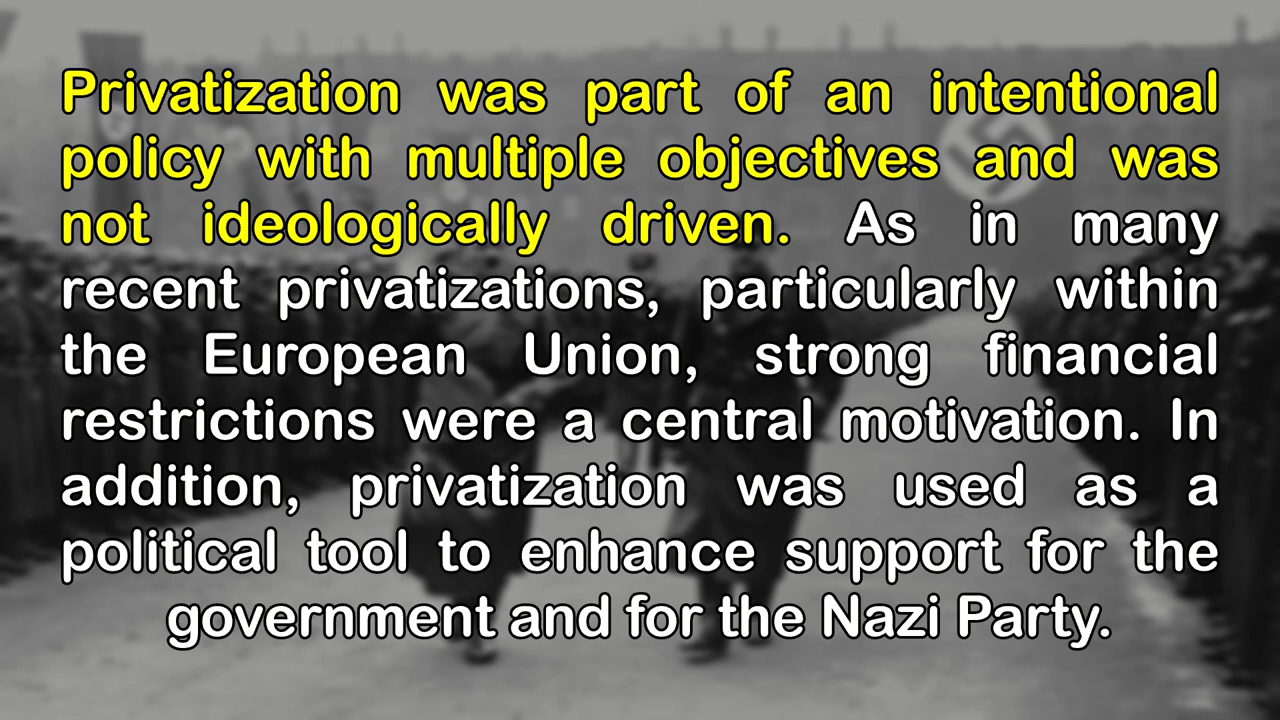 Privatization was part of an intentional
policy with multiple objectives and was
not ideologically driven. As in many
recent privatizations, particularly within
the European Union, strong financial
restrictions were a central motivation. In
addition, privatization was used as a
political tool to enhance support for the
government and for the Nazi Party.